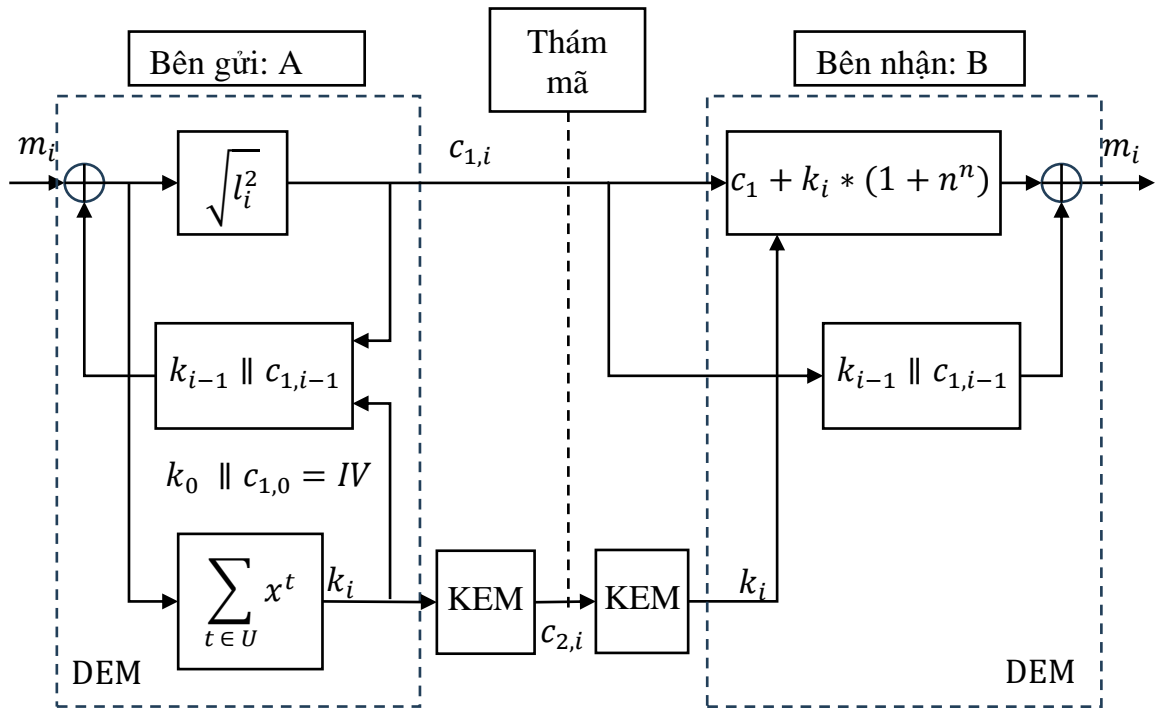 Bên gửi: A
Thám
mã
Bên nhận: B
m_i
√(l_i^2)
c_{1,i}
c_1 + k_i * (1 + n^n)
m_i
k_{i-1} ∥ c_{1,i-1}
k_{i-1} ∥ c_{1,i-1}
k_0 ∥ c_{1,0} = IV
∑_{t ∈ U} x^t
k_i
KEM
c_{2,i}
KEM
k_i
DEM
DEM